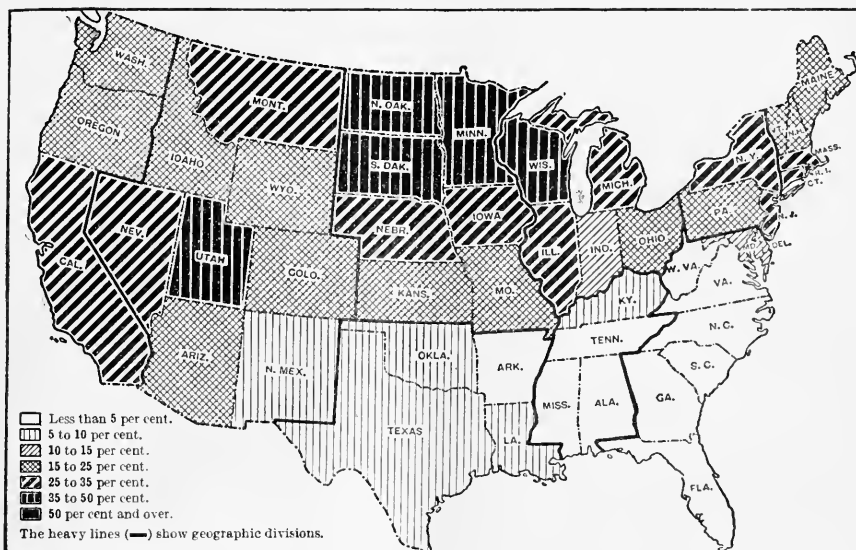 WASH.
MONT.
N. OAK.
MINN.
MAINE
OREGON
IDAHO
S. DAK.
WIS.
MICH.
N.Y.
VT.
N.H.
MASS.
R.I.
CT.
WYO.
NEBR.
IOWA
PA.
N.J.
CAL.
NEV.
UTAH
COLO.
KANS.
MO.
ILL.
IND.
OHIO
MD.
DEL.
W. VA.
VA.
KY.
ARIZ.
N. MEX.
OKLA.
ARK.
TENN.
N. C.
S. C.
TEXAS
LA.
MISS.
ALA.
GA.
FLA.
Less than 5 per cent.
5 to 10 per cent.
10 to 15 per cent.
15 to 25 per cent.
25 to 35 per cent.
35 to 50 per cent.
50 per cent and over.
The heavy lines (━) show geographic divisions.